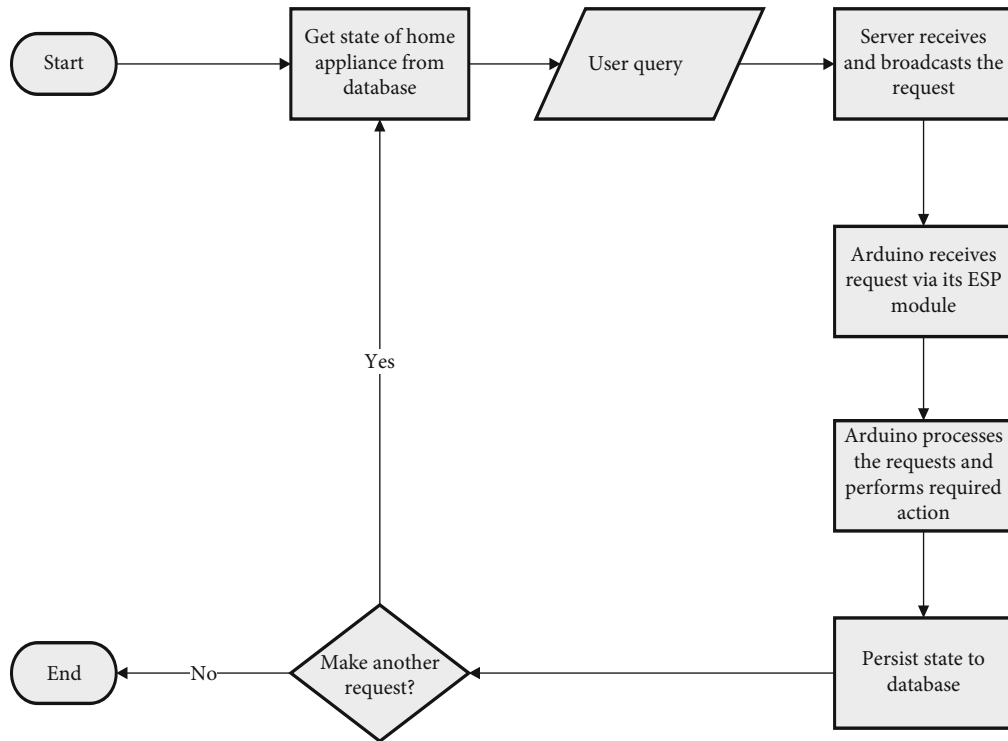 Start
Get state of home
appliance from
database
User query
Server receives
and broadcasts the
request
Arduino receives
request via its ESP
module
Arduino processes
the requests and
performs required
action
Persist state to
database
Make another
request?
Yes
No
End